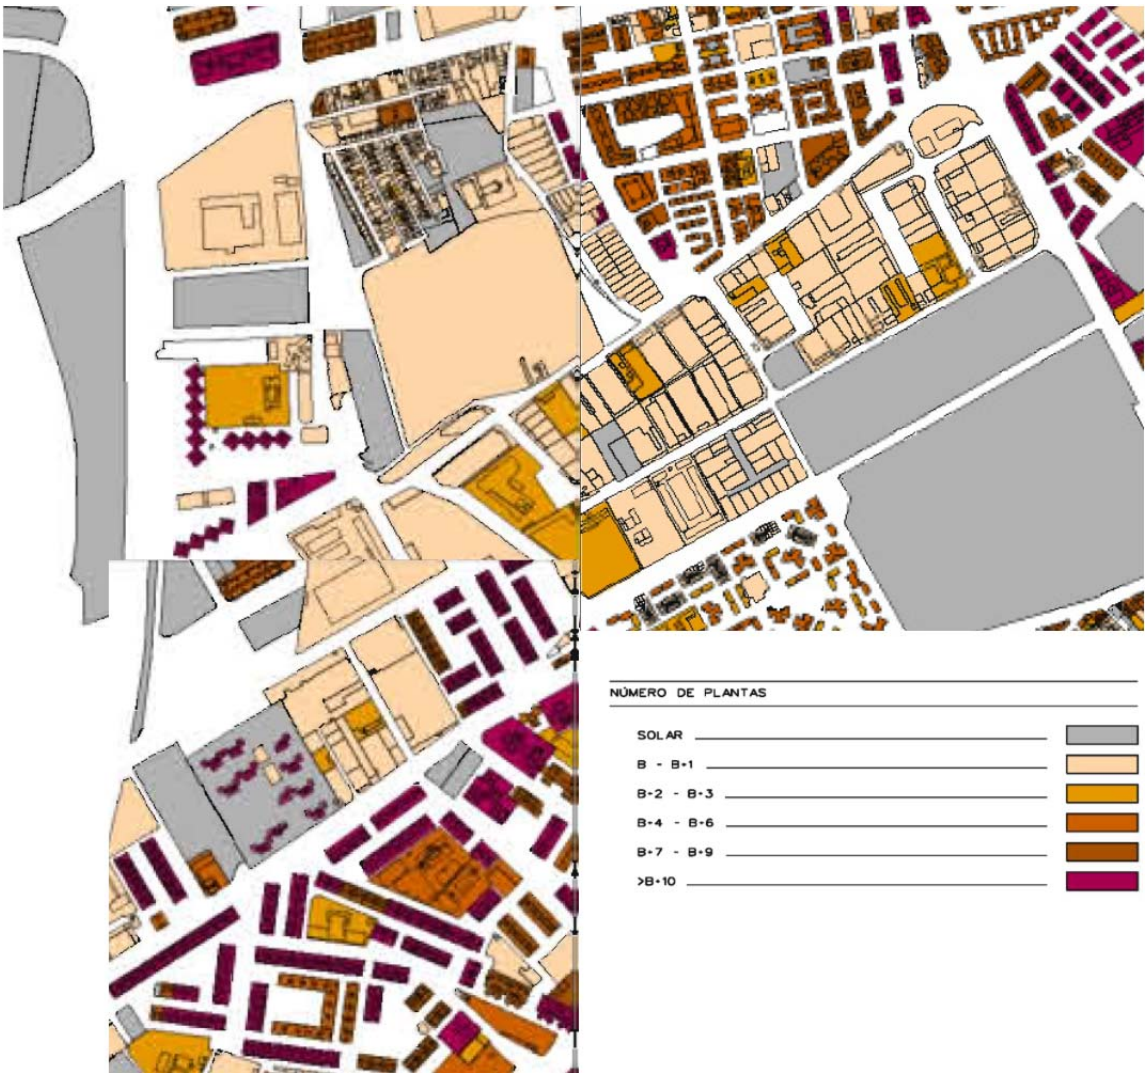 NÚMERO DE PLANTAS
SOLAR
B - B+1
B+2 - B+3
B+4 - B+6
B+7 - B+9
>B+10